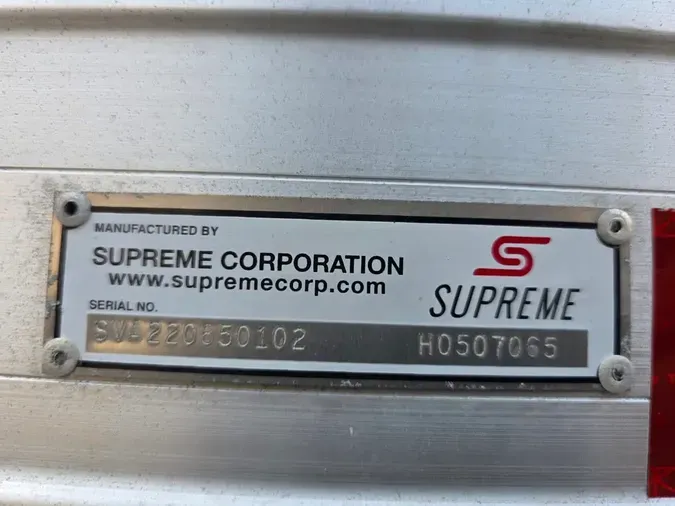 MANUFACTURED BY
SUPREME CORPORATION
www.supremecorp.com
SUPREME
SERIAL NO.
H0507065